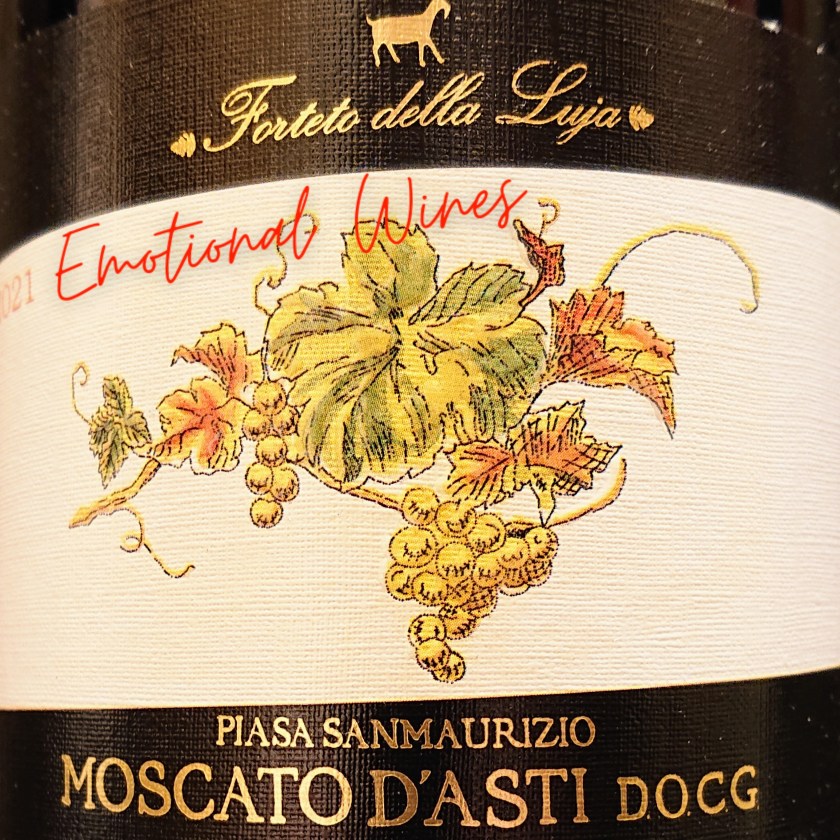 Forteto della Luja
Emotional Wines
2021
PIASA SANMAURIZIO
MOSCATO D'ASTI D.O.C.G